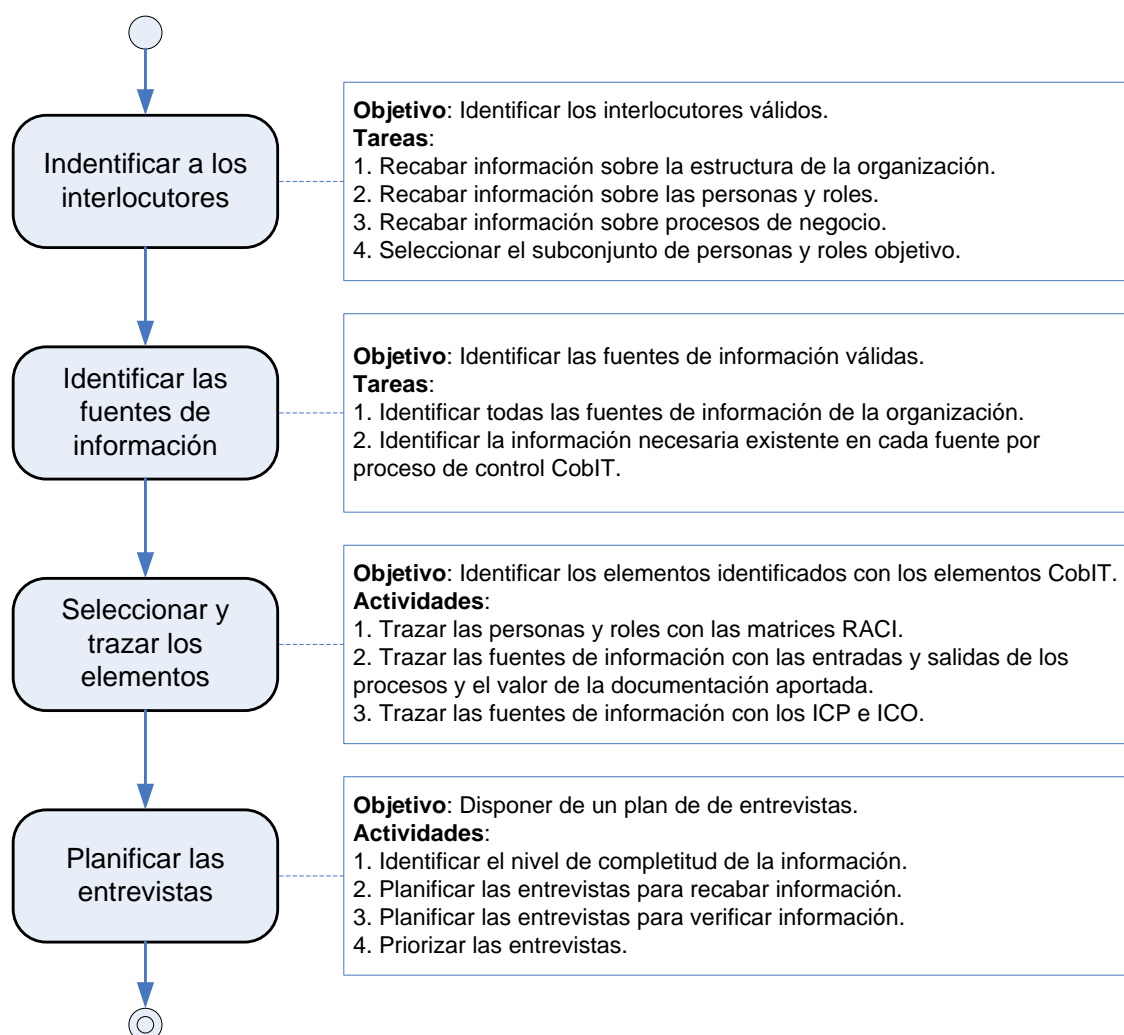 Indentificar a los
interlocutores
Objetivo: Identificar los interlocutores válidos.
Tareas:
1. Recabar información sobre la estructura de la organización.
2. Recabar información sobre las personas y roles.
3. Recabar información sobre procesos de negocio.
4. Seleccionar el subconjunto de personas y roles objetivo.
Identificar las
fuentes de
información
Objetivo: Identificar las fuentes de información válidas.
Tareas:
1. Identificar todas las fuentes de información de la organización.
2. Identificar la información necesaria existente en cada fuente por
proceso de control CobIT.
Seleccionar y
trazar los
elementos
Objetivo: Identificar los elementos identificados con los elementos CobIT.
Actividades:
1. Trazar las personas y roles con las matrices RACI.
2. Trazar las fuentes de información con las entradas y salidas de los
procesos y el valor de la documentación aportada.
3. Trazar las fuentes de información con los ICP e ICO.
Planificar las
entrevistas
Objetivo: Disponer de un plan de de entrevistas.
Actividades:
1. Identificar el nivel de completitud de la información.
2. Planificar las entrevistas para recabar información.
3. Planificar las entrevistas para verificar información.
4. Priorizar las entrevistas.